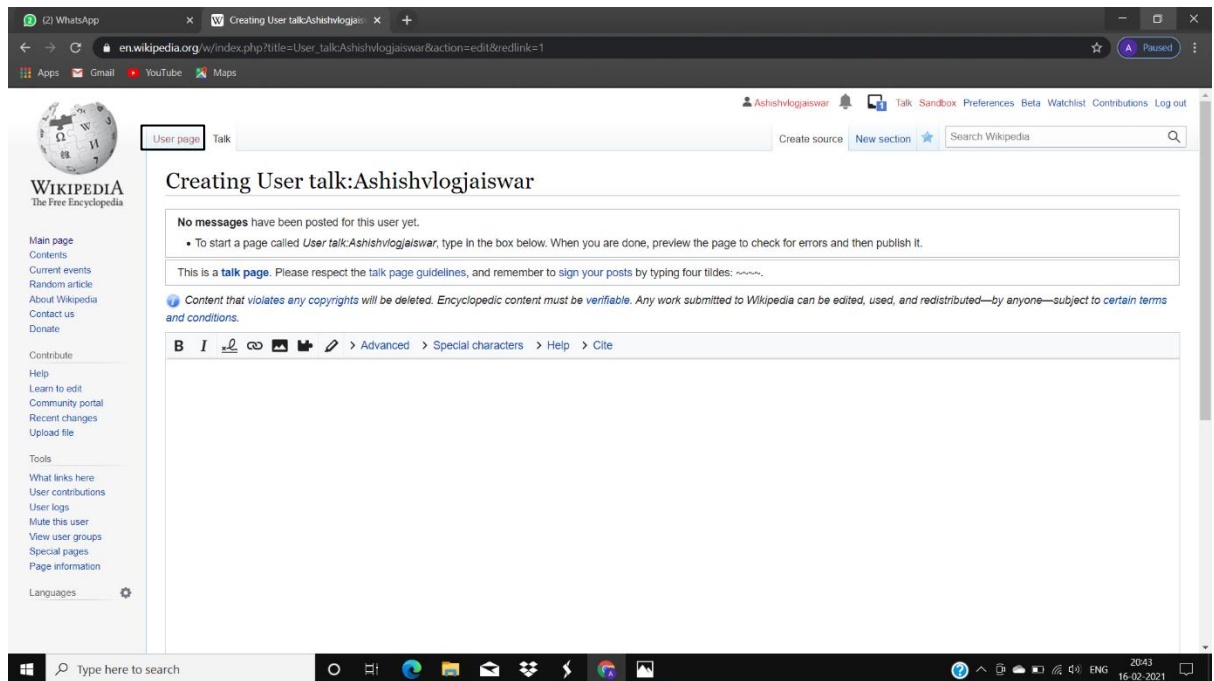 (2) WhatsApp
Creating User talk:Ashishvlogjais
en.wikipedia.org/w/index.php?title=User_talk:Ashishvlogjaiswar&action=edit&redlink=1
A Paused
Apps Gmail YouTube Maps
Ashishvlogjaiswar 1 Talk Sandbox Preferences Beta Watchlist Contributions Log out
User page Talk Create source New section Search Wikipedia
WIKIPEDIA
The Free Encyclopedia
Creating User talk:Ashishvlogjaiswar
No messages have been posted for this user yet.
• To start a page called User talk:Ashishvlogjaiswar, type in the box below. When you are done, preview the page to check for errors and then publish it.
This is a talk page. Please respect the talk page guidelines, and remember to sign your posts by typing four tildes: ~~~~.
Content that violates any copyrights will be deleted. Encyclopedic content must be verifiable. Any work submitted to Wikipedia can be edited, used, and redistributed—by anyone—subject to certain terms
and conditions.
B I Advanced Special characters Help Cite
Main page
Contents
Current events
Random article
About Wikipedia
Contact us
Donate
Contribute
Help
Learn to edit
Community portal
Recent changes
Upload file
Tools
What links here
User contributions
User logs
Mute this user
View user groups
Special pages
Page information
Languages
Type here to search
ENG
20:43
16-02-2021